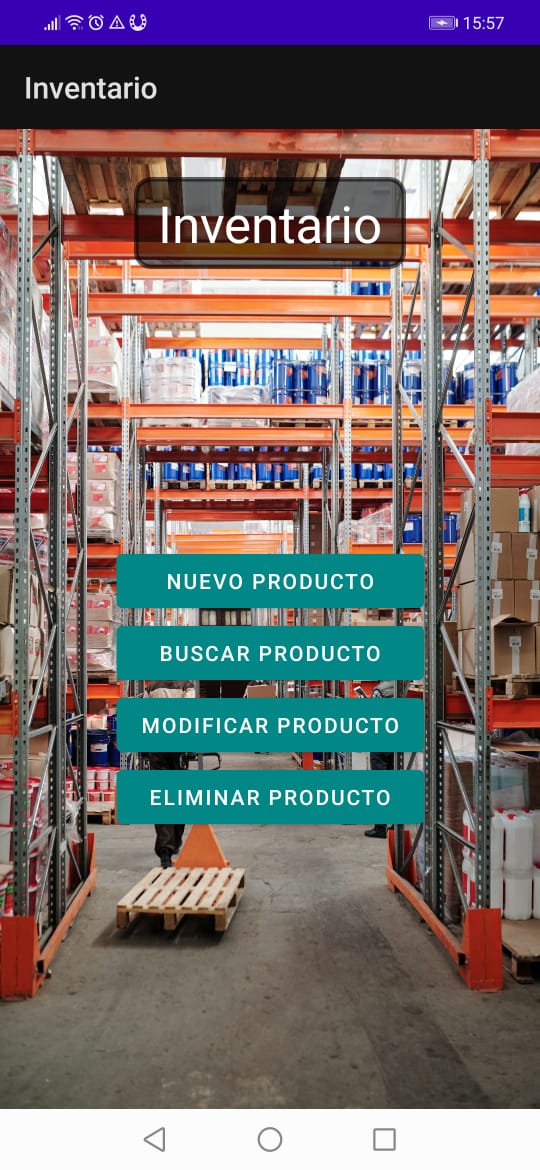 15:57
Inventario
Inventario
NUEVO PRODUCTO
BUSCAR PRODUCTO
MODIFICAR PRODUCTO
ELIMINAR PRODUCTO